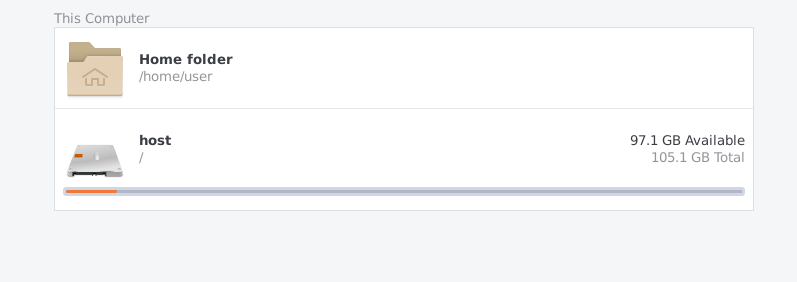 This Computer
Home folder
/home/user
host
97.1 GB Available
/
105.1 GB Total